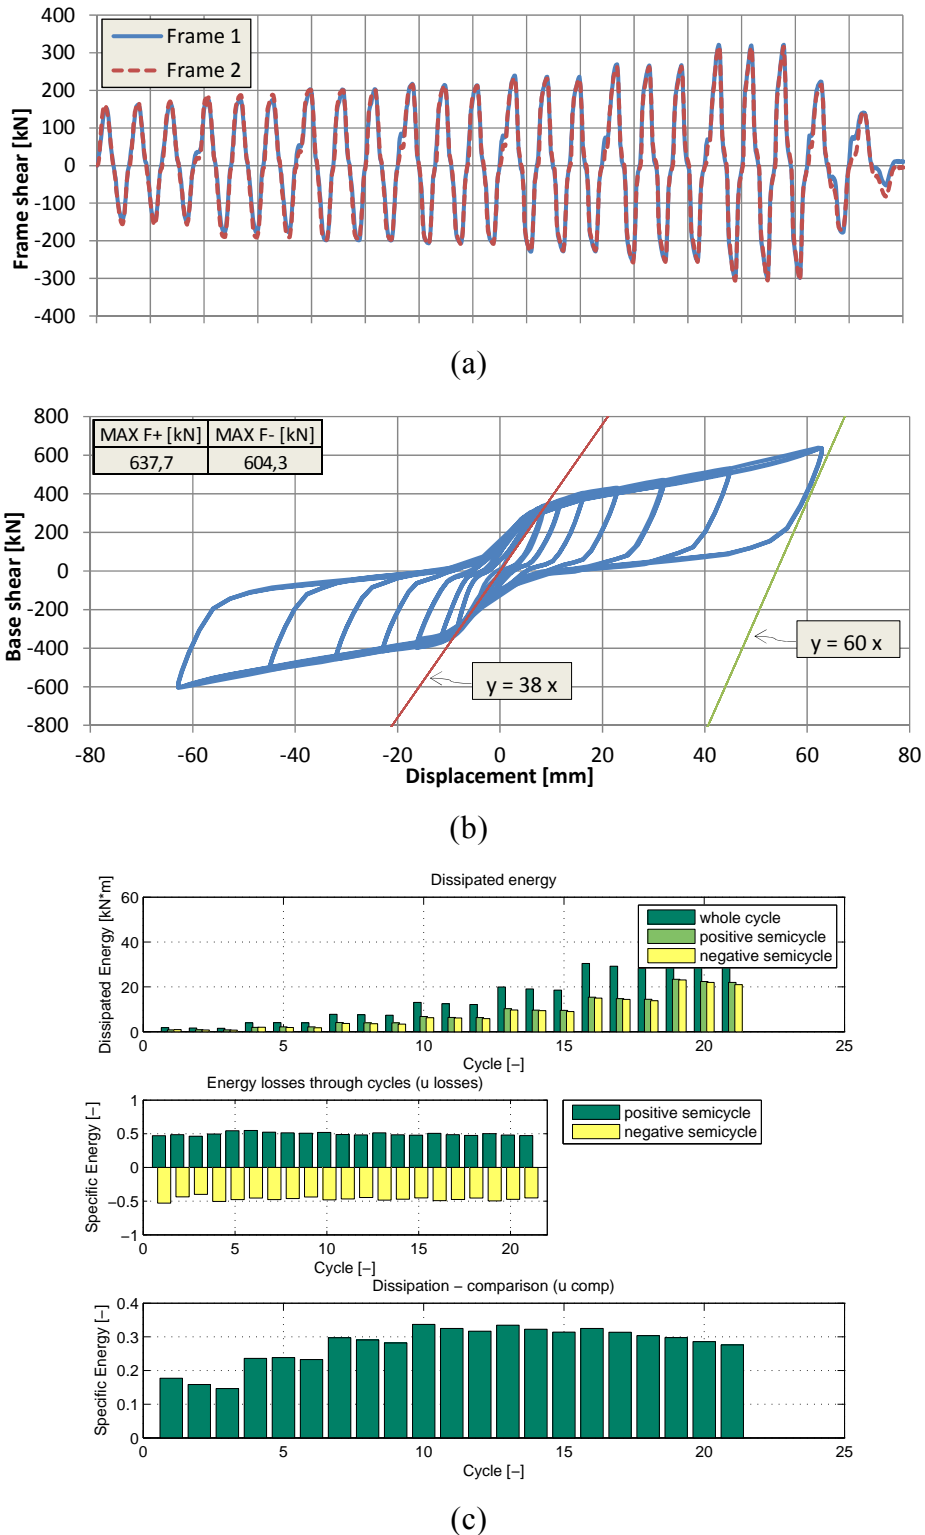 Frame shear [kN]
400
300
200
100
0
-100
-200
-300
-400
Frame 1
Frame 2
(a)
Base shear [kN]
800
600
400
200
0
-200
-400
-600
-800
MAX F+ [kN] MAX F- [kN]
637,7 604,3
y = 60 x
y = 38 x
-80 -60 -40 -20 0 20 40 60 80
Displacement [mm]
(b)
Dissipated energy
Dissipated Energy [kN*m]
60
40
20
0
whole cycle
positive semicycle
negative semicycle
0 5 10 15 20 25
Cycle [−]
Energy losses through cycles (u losses)
Specific Energy [−]
1
0.5
0
−0.5
−1
positive semicycle
negative semicycle
0 5 10 15 20
Cycle [−]
Dissipation − comparison (u comp)
Specific Energy [−]
0.4
0.3
0.2
0.1
0
0 5 10 15 20 25
Cycle [−]
(c)